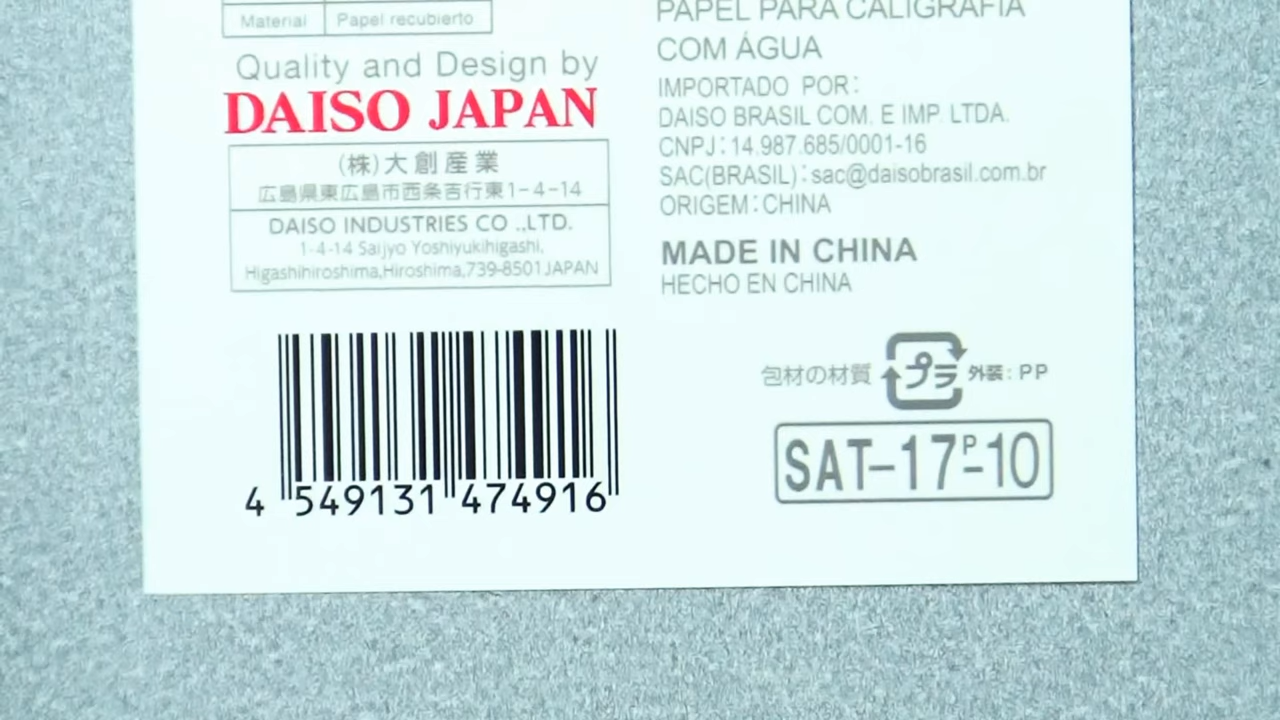 Material Papel recubierto
Quality and Design by
DAISO JAPAN
(株)大創産業
広島県東広島市西条吉行東1-4-14
DAISO INDUSTRIES CO .,LTD.
1-4-14 Saijyo Yoshiyukihigashi,
Higashihiroshima,Hiroshima,739-8501JAPAN
4 549131 474916
PAPEL PARA CALIGRAFIA
COM ÁGUA
IMPORTADO POR:
DAISO BRASIL COM. E IMP. LTDA.
CNPJ:14.987.685/0001-16
SAC(BRASIL):sac@daisobrasil.com.br
ORIGEM:CHINA
MADE IN CHINA
HECHO EN CHINA
包材の材質 プラ 外装:PP
SAT-17P-10